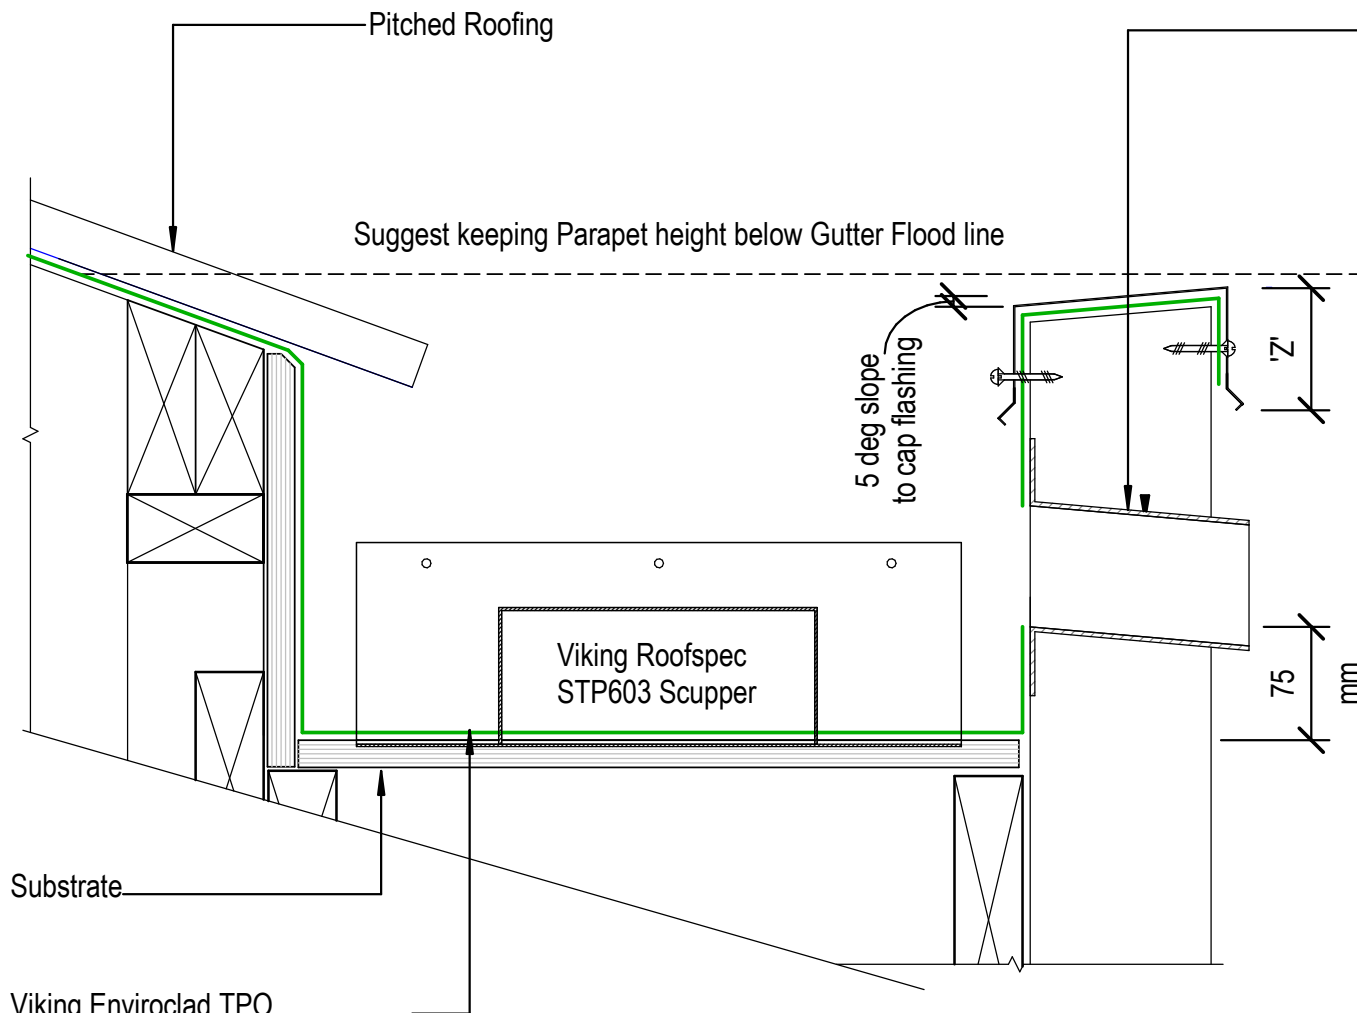 Pitched Roofing
Suggest keeping Parapet height below Gutter Flood line
5 deg slope
to cap flashing
'Z'
Viking Roofspec
STP603 Scupper
75
mm
Substrate
Viking Enviroclad TPO